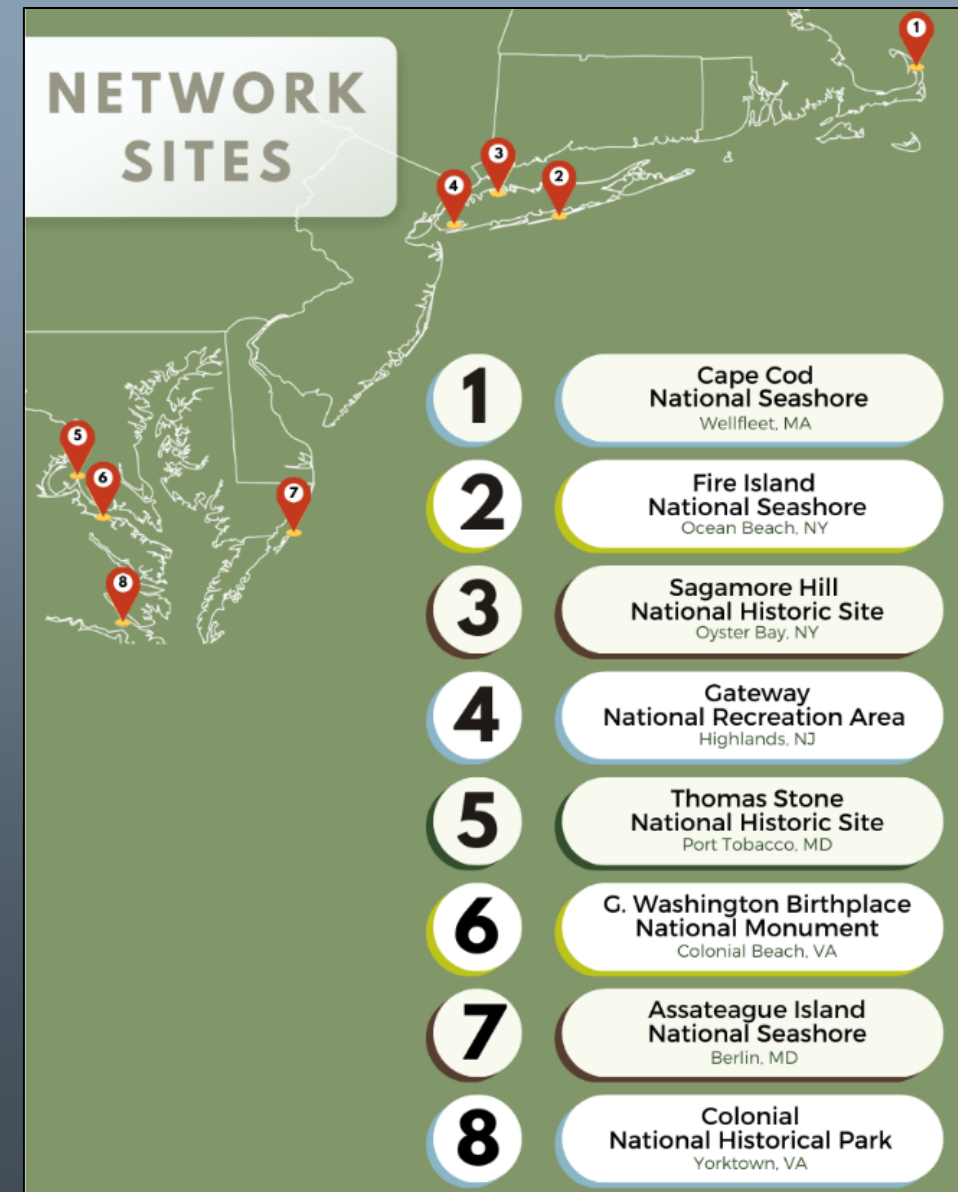 NETWORK
SITES
1
3
2
4
5
6
7
8
1
Cape Cod
National Seashore
Wellfleet, MA
2
Fire Island
National Seashore
Ocean Beach, NY
3
Sagamore Hill
National Historic Site
Oyster Bay, NY
4
Gateway
National Recreation Area
Highlands, NJ
5
Thomas Stone
National Historic Site
Port Tobacco, MD
6
G. Washington Birthplace
National Monument
Colonial Beach, VA
7
Assateague Island
National Seashore
Berlin, MD
8
Colonial
National Historical Park
Yorktown, VA